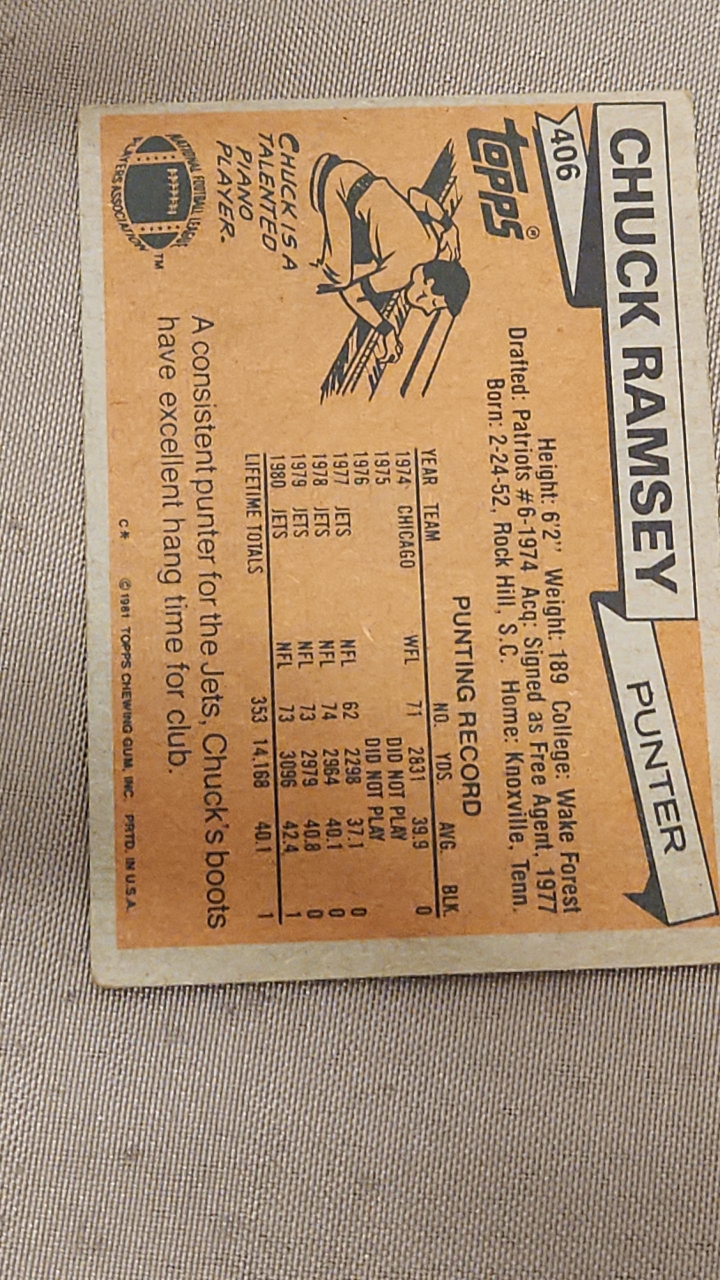 CHUCK RAMSEY PUNTER
406
topps®
Height: 6'2" Weight: 189 College: Wake Forest
Drafted: Patriots #6-1974 Acq: Signed as Free Agent, 1977
Born: 2-24-52, Rock Hill, S.C. Home: Knoxville, Tenn.
PUNTING RECORD
YEAR TEAM NO. YDS. AVG. BLK.
1974 CHICAGO WFL 71 2831 39.9 0
1975 DID NOT PLAY
1976 DID NOT PLAY
1977 JETS NFL 62 2298 37.1 0
1978 JETS NFL 74 2964 40.1 0
1979 JETS NFL 73 2979 40.8 0
1980 JETS NFL 73 3096 42.4 1
LIFETIME TOTALS 353 14,168 40.1 1
CHUCK IS A
TALENTED
PIANO
PLAYER.
A consistent punter for the Jets, Chuck's boots
have excellent hang time for club.
NATIONAL FOOTBALL LEAGUE
PLAYERS ASSOCIATION
TM
C* © 1981 TOPPS CHEWING GUM, INC. PRTD. IN U.S.A.